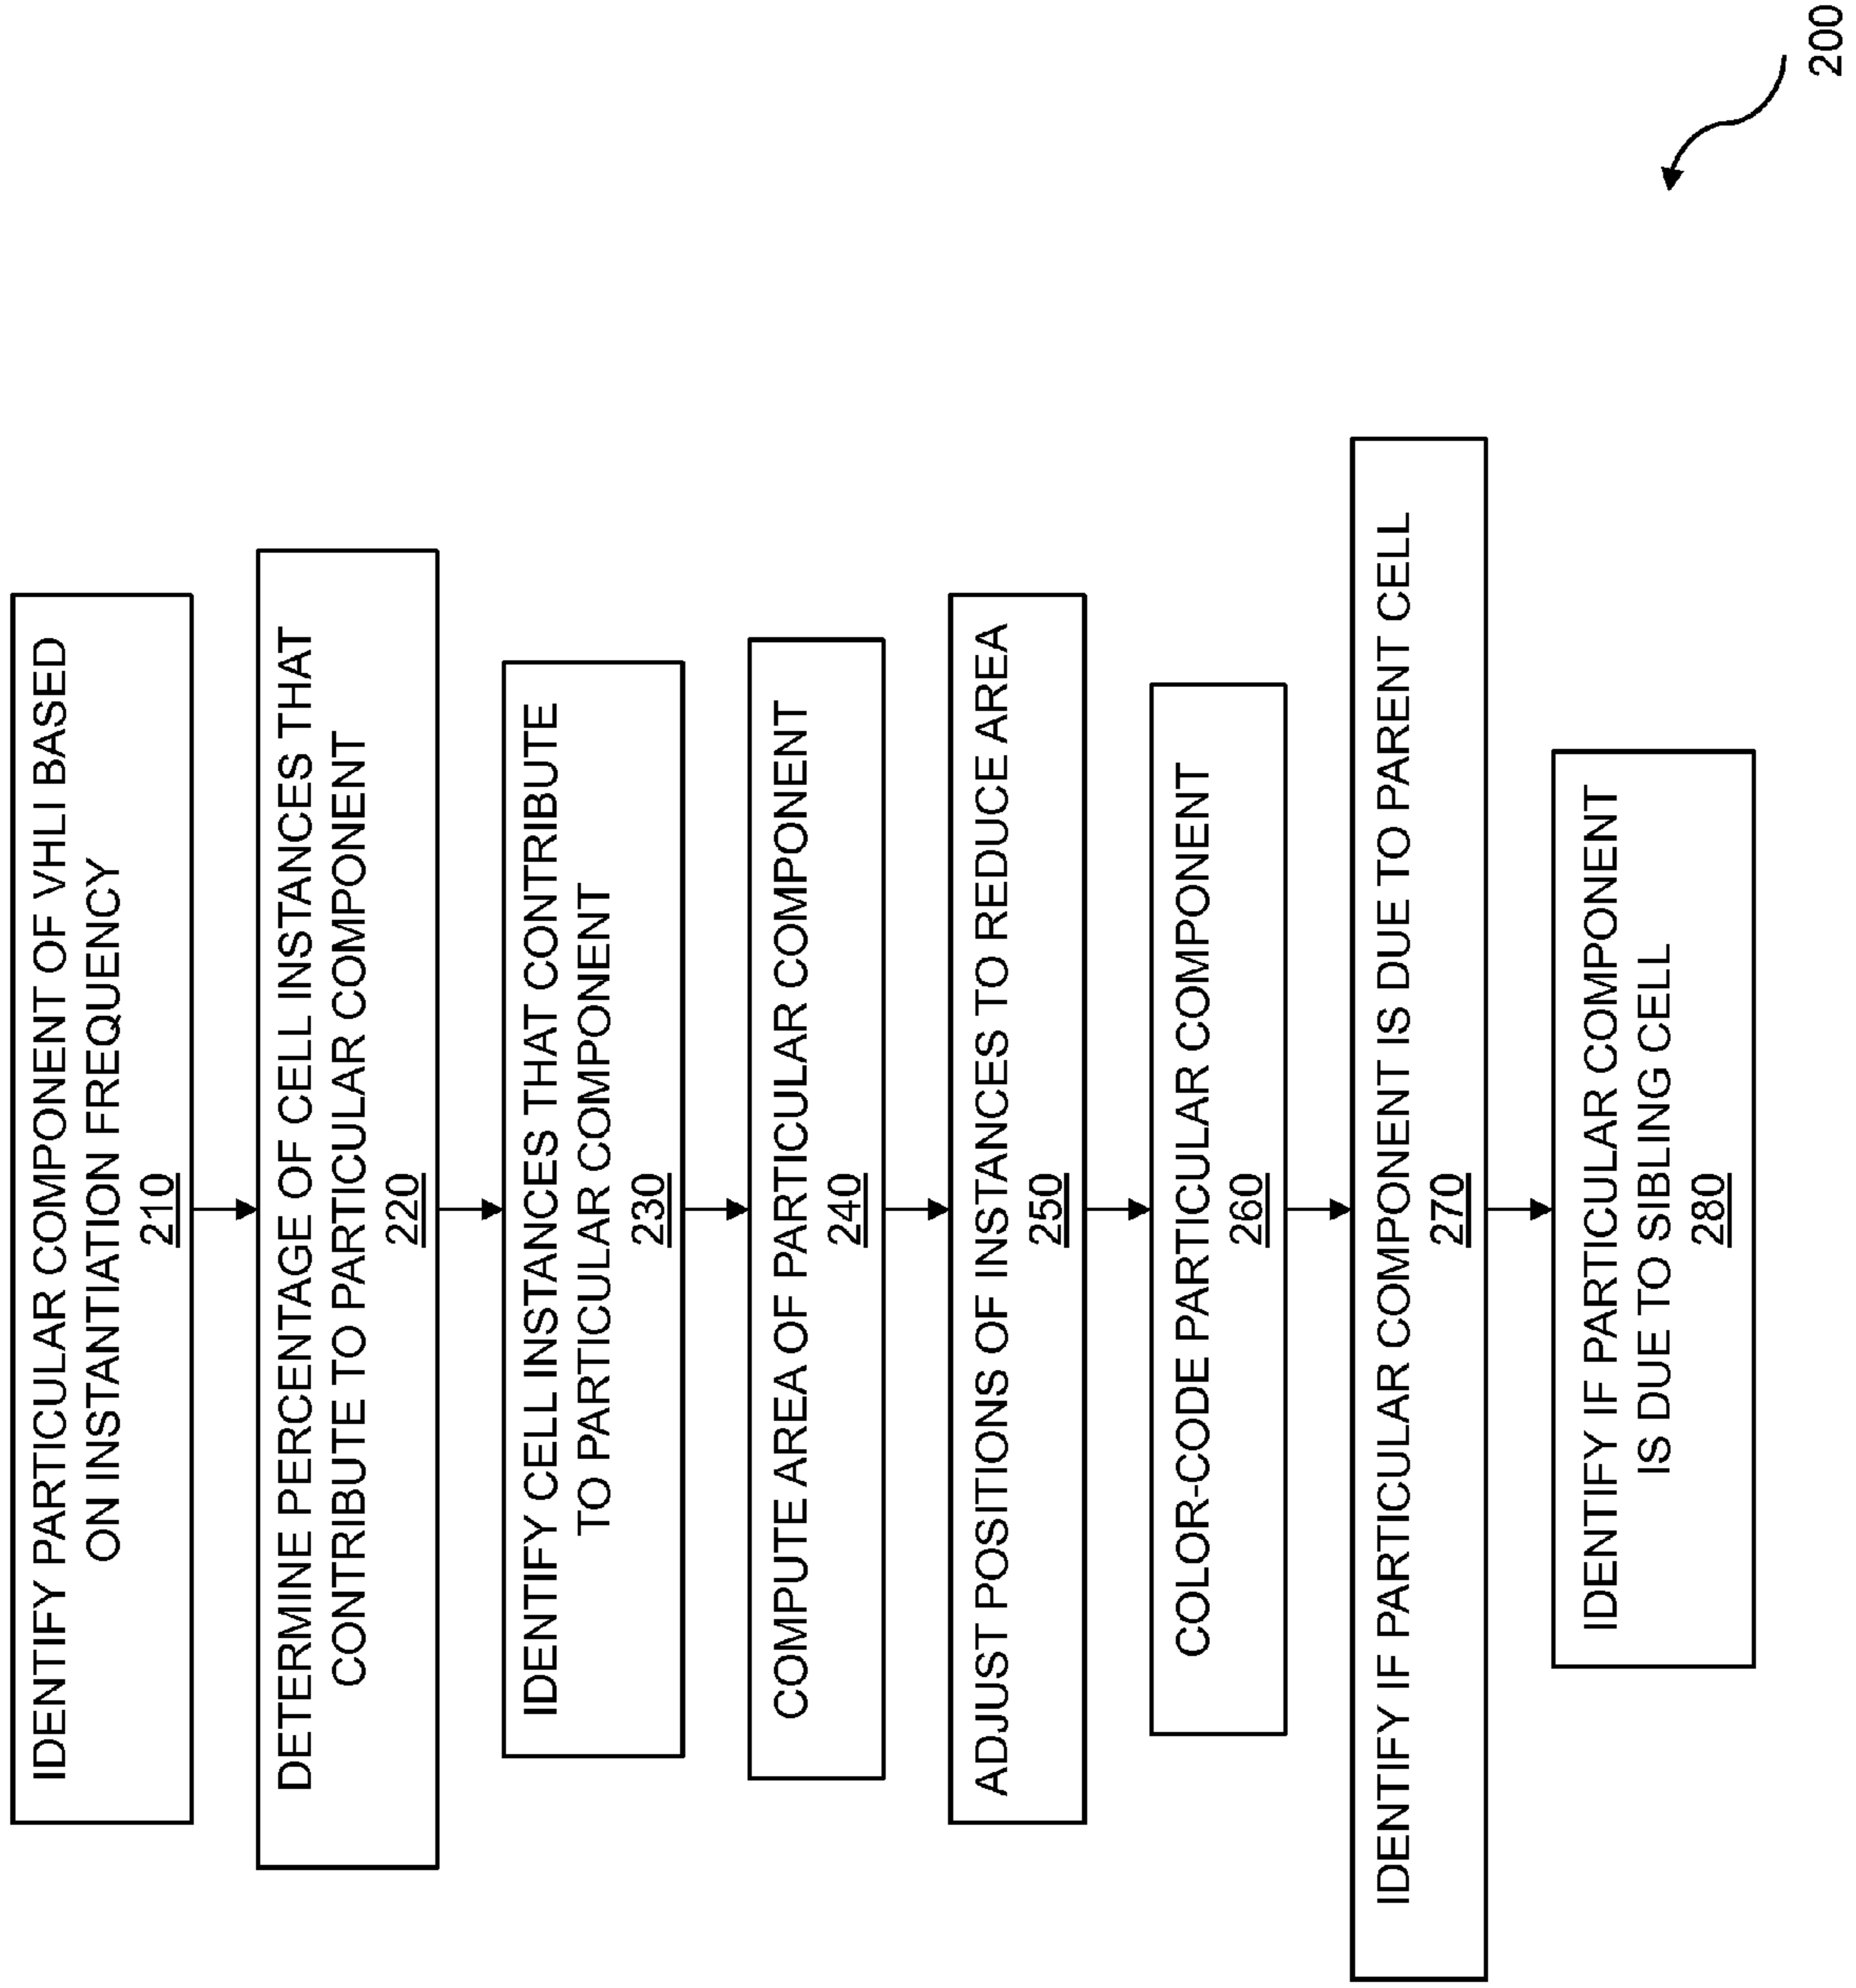 IDENTIFY PARTICULAR COMPONENT OF VHLI BASED
ON INSTANTIATION FREQUENCY
210
DETERMINE PERCENTAGE OF CELL INSTANCES THAT
CONTRIBUTE TO PARTICULAR COMPONENT
220
IDENTIFY CELL INSTANCES THAT CONTRIBUTE
TO PARTICULAR COMPONENT
230
COMPUTE AREA OF PARTICULAR COMPONENT
240
ADJUST POSITIONS OF INSTANCES TO REDUCE AREA
250
COLOR-CODE PARTICULAR COMPONENT
260
IDENTIFY IF PARTICULAR COMPONENT IS DUE TO PARENT CELL
270
IDENTIFY IF PARTICULAR COMPONENT
IS DUE TO SIBLING CELL
280
200